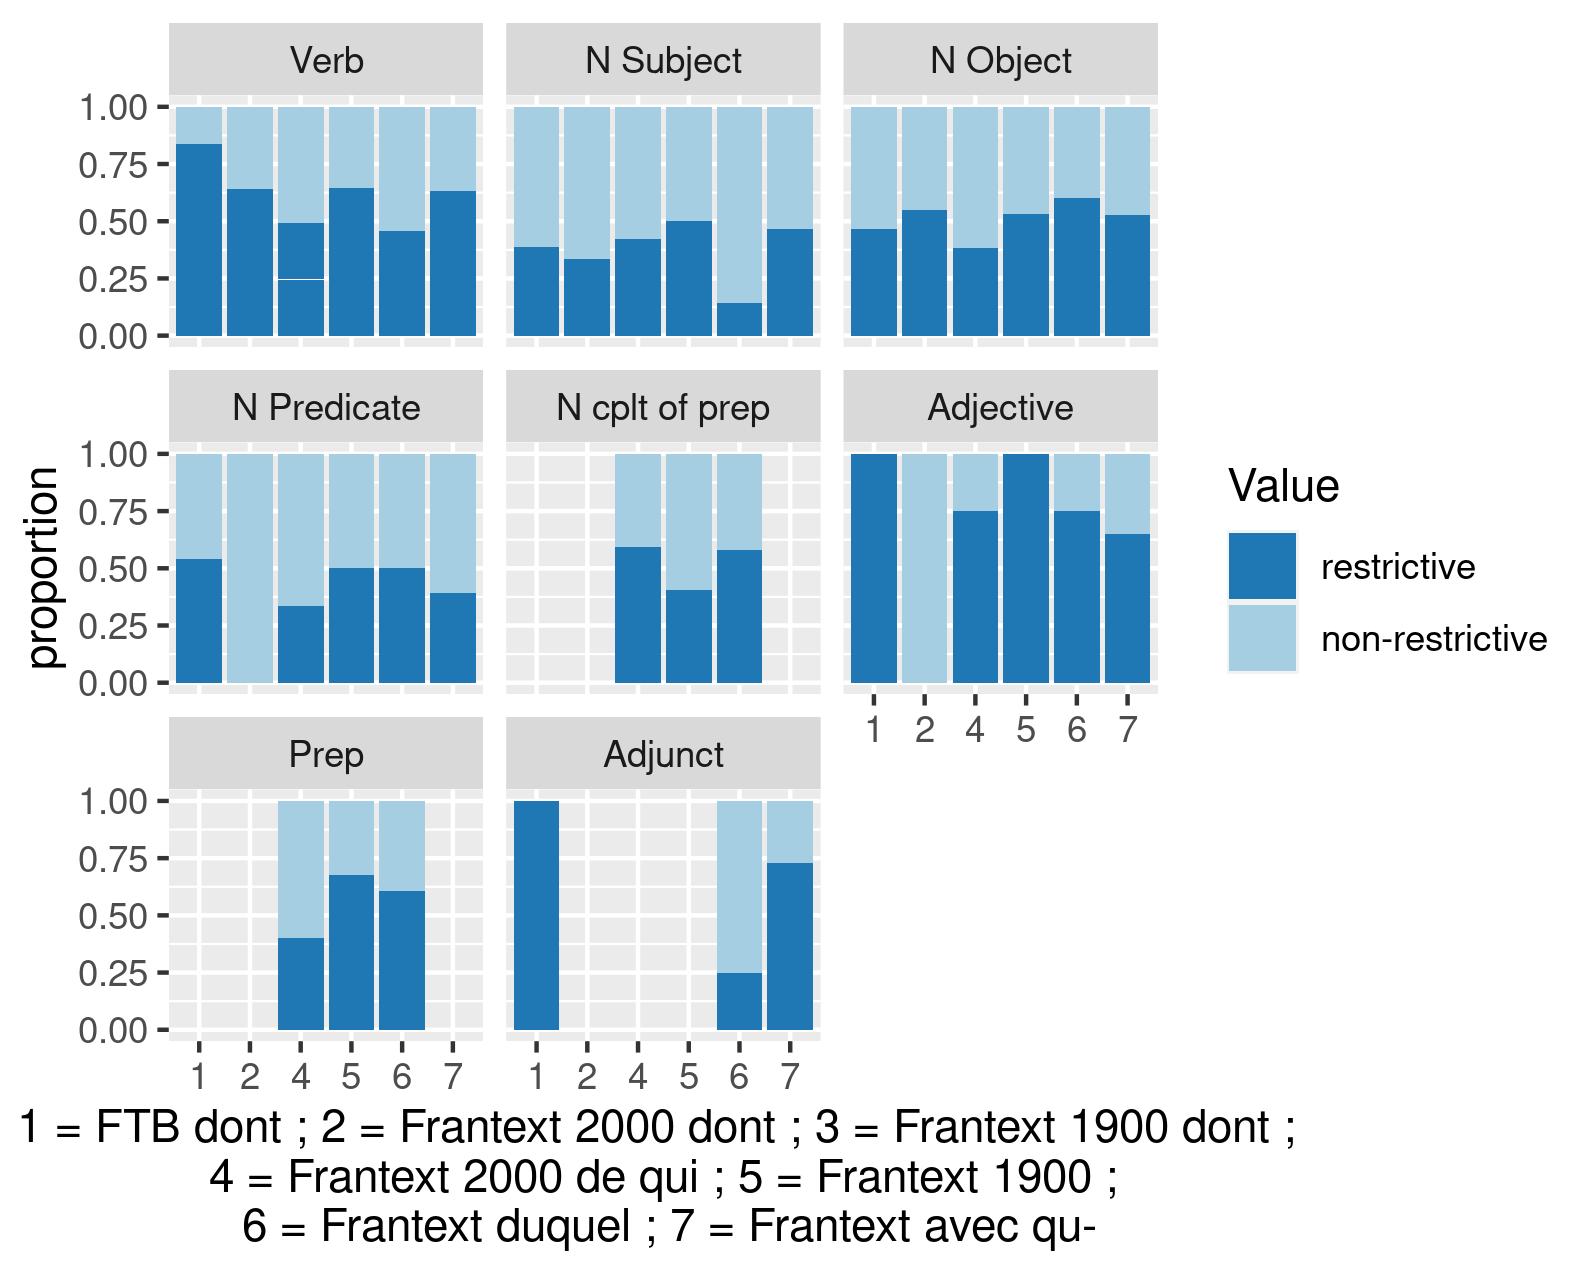 Verb
N Subject
N Object
1.00
0.75
0.50
0.25
0.00
N Predicate
N cplt of prep
Adjective
1.00
0.75
0.50
0.25
0.00
1 2 4 5 6 7
Prep
Adjunct
1.00
0.75
0.50
0.25
0.00
1 2 4 5 6 7
1 2 4 5 6 7
proportion
Value
restrictive
non-restrictive
1 = FTB dont ; 2 = Frantext 2000 dont ; 3 = Frantext 1900 dont ;
4 = Frantext 2000 de qui ; 5 = Frantext 1900 ;
6 = Frantext duquel ; 7 = Frantext avec qu-